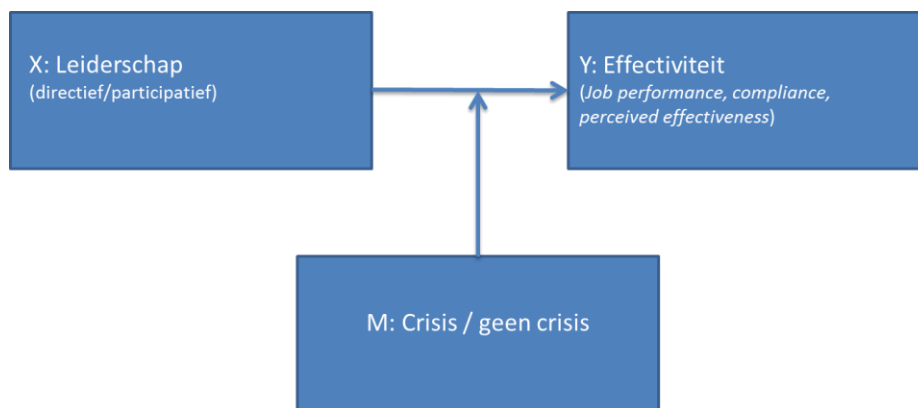 X: Leiderschap
(directief/participatief)
Y: Effectiviteit
(Job performance, compliance,
perceived effectiveness)
M: Crisis / geen crisis